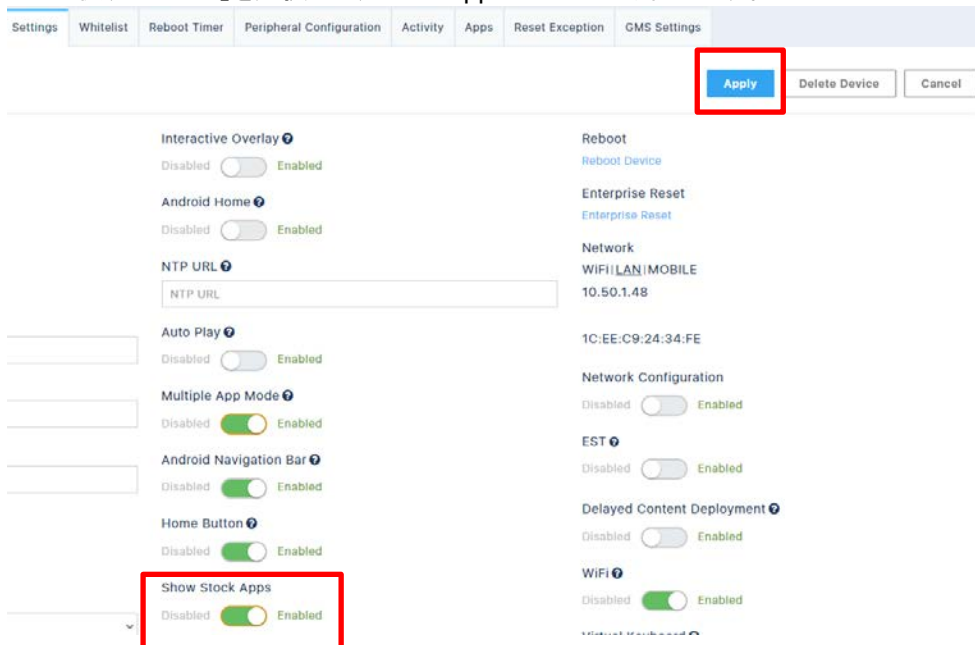 Settings Whitelist Reboot Timer Peripheral Configuration Activity Apps Reset Exception GMS Settings
Apply Delete Device Cancel
Interactive Overlay
Disabled Enabled
Android Home
Disabled Enabled
NTP URL
NTP URL
Auto Play
Disabled Enabled
Multiple App Mode
Disabled Enabled
Android Navigation Bar
Disabled Enabled
Home Button
Disabled Enabled
Show Stock Apps
Disabled Enabled
Reboot
Reboot Device
Enterprise Reset
Enterprise Reset
Network
WiFi|LAN|MOBILE
10.50.1.48
1C:EE:C9:24:34:FE
Network Configuration
Disabled Enabled
EST
Disabled Enabled
Delayed Content Deployment
Disabled Enabled
WiFi
Disabled Enabled